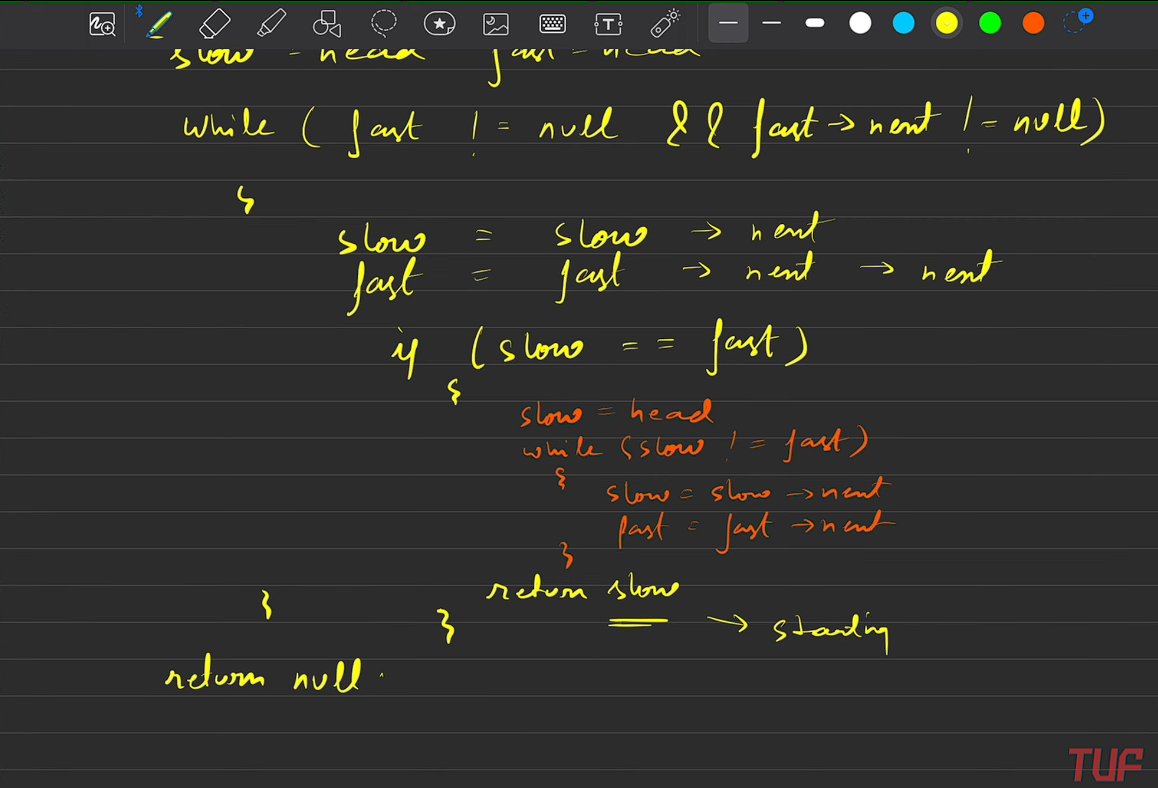 slow = head fast = head
while ( fast != null && fast -> next != null)
{
slow = slow -> next
fast = fast -> next -> next
if (slow == fast)
{
slow = head
while (slow != fast)
{
slow = slow -> next
fast = fast -> next
}
return slow -> starting
}
}
return null
TUF